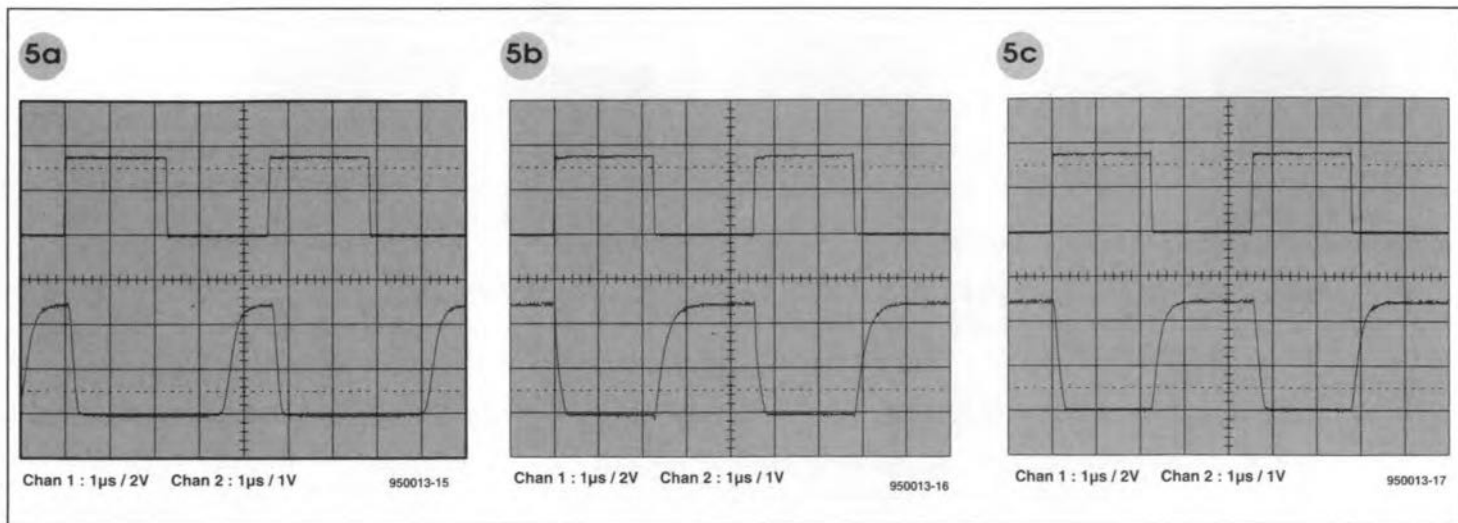 5a
5b
5c
Chan 1 : 1µs / 2V Chan 2 : 1µs / 1V 950013-15
Chan 1 : 1µs / 2V Chan 2 : 1µs / 1V 950013-16
Chan 1 : 1µs / 2V Chan 2 : 1µs / 1V 950013-17